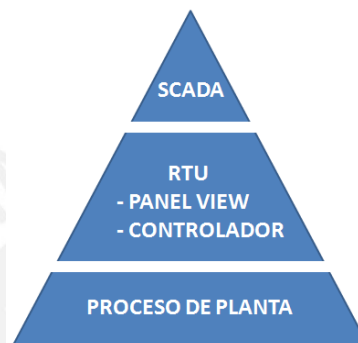 SCADA
RTU
- PANEL VIEW
- CONTROLADOR
PROCESO DE PLANTA